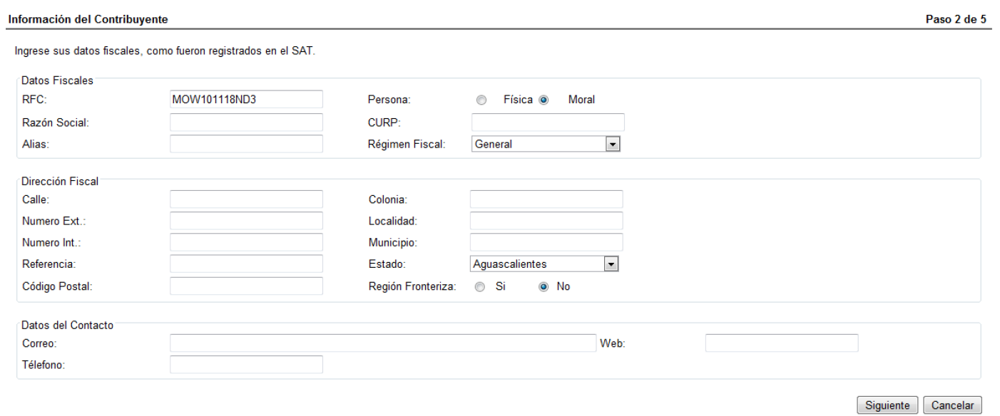 Información del Contribuyente Paso 2 de 5
Ingrese sus datos fiscales, como fueron registrados en el SAT.
Datos Fiscales
RFC: MOW101118ND3 Persona: Física Moral
Razón Social: CURP:
Alias: Régimen Fiscal: General
Dirección Fiscal
Calle: Colonia:
Numero Ext.: Localidad:
Numero Int.: Municipio:
Referencia: Estado: Aguascalientes
Código Postal: Región Fronteriza: Si No
Datos del Contacto
Correo: Web:
Télefono:
Siguiente Cancelar